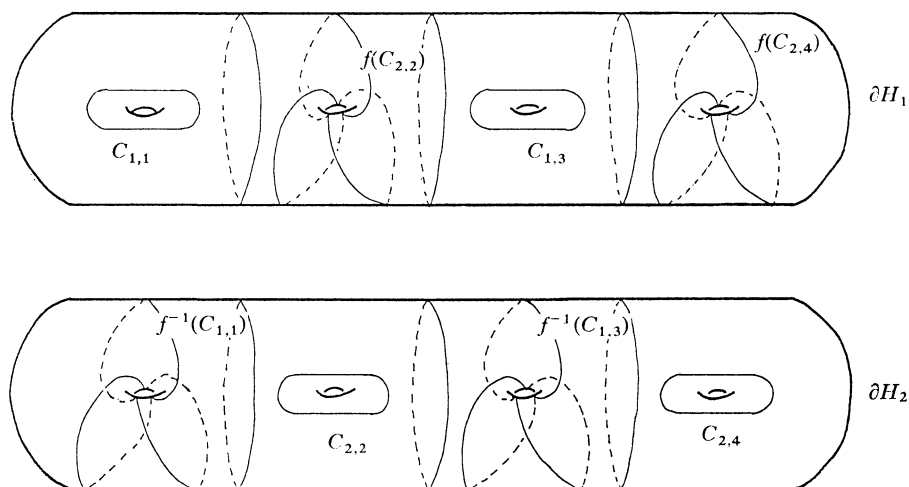 f(C_{2,2})
f(C_{2,4})
∂H_1
C_{1,1}
C_{1,3}
f^{-1}(C_{1,1})
f^{-1}(C_{1,3})
∂H_2
C_{2,2}
C_{2,4}